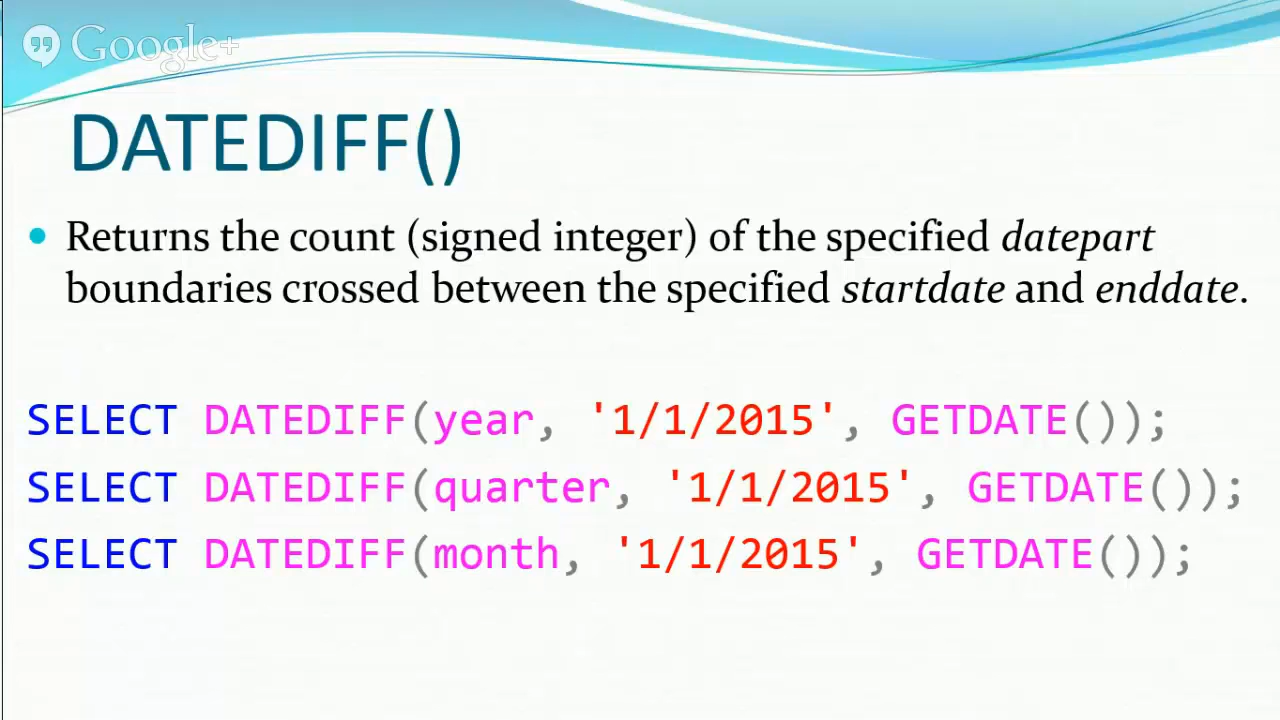 Google+
DATEDIFF()
• Returns the count (signed integer) of the specified datepart
boundaries crossed between the specified startdate and enddate.
SELECT DATEDIFF(year, '1/1/2015', GETDATE());
SELECT DATEDIFF(quarter, '1/1/2015', GETDATE());
SELECT DATEDIFF(month, '1/1/2015', GETDATE());